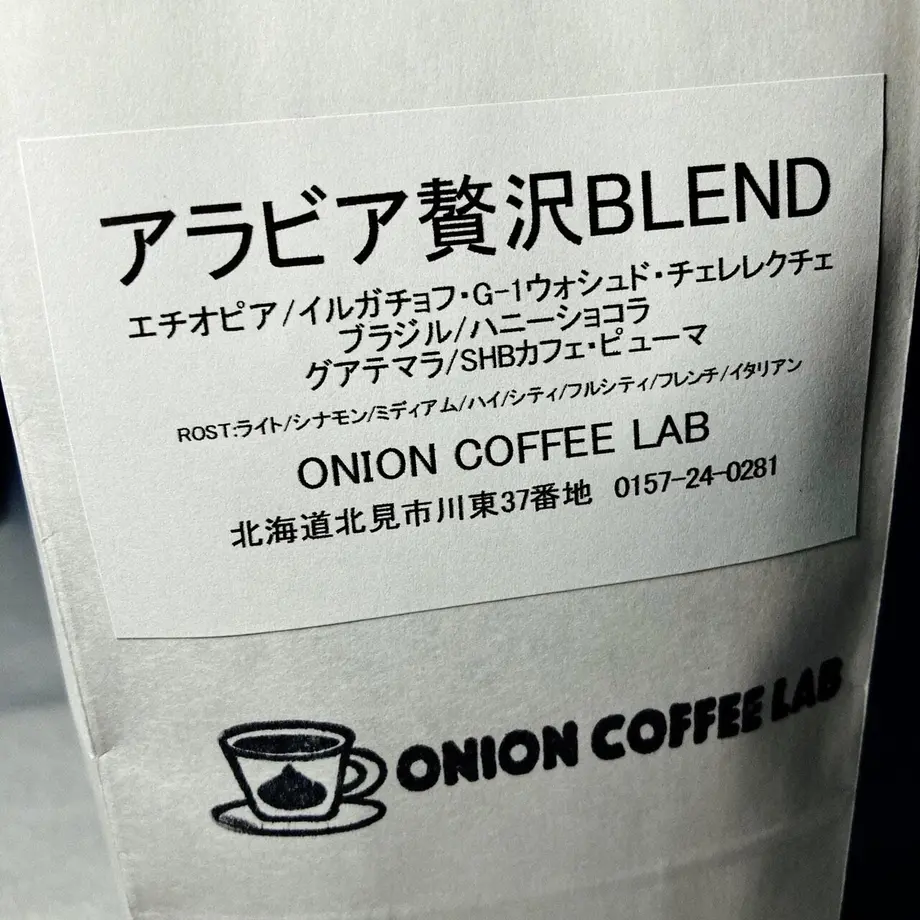 アラビア贅沢BLEND
エチオピア/イルガチョフ・G-1ウォシュド・チェレレクチェ
ブラジル/ハニーショコラ
グアテマラ/SHBカフェ・ピューマ
ROST:ライト/シナモン/ミディアム/ハイ/シティ/フルシティ/フレンチ/イタリアン
ONION COFFEE LAB
北海道北見市川東37番地 0157-24-0281
ONION COFFEE LAB